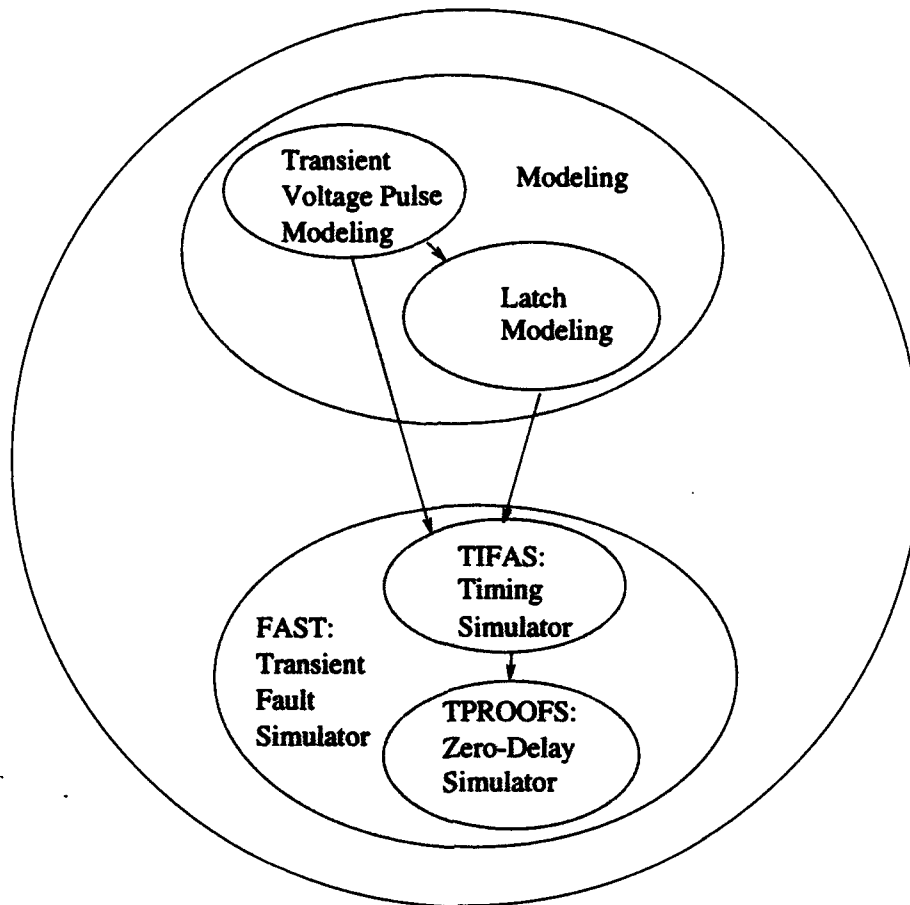 Transient
Voltage Pulse
Modeling
Modeling
Latch
Modeling
TIFAS:
Timing
Simulator
FAST:
Transient
Fault
Simulator
TPROOFS:
Zero-Delay
Simulator